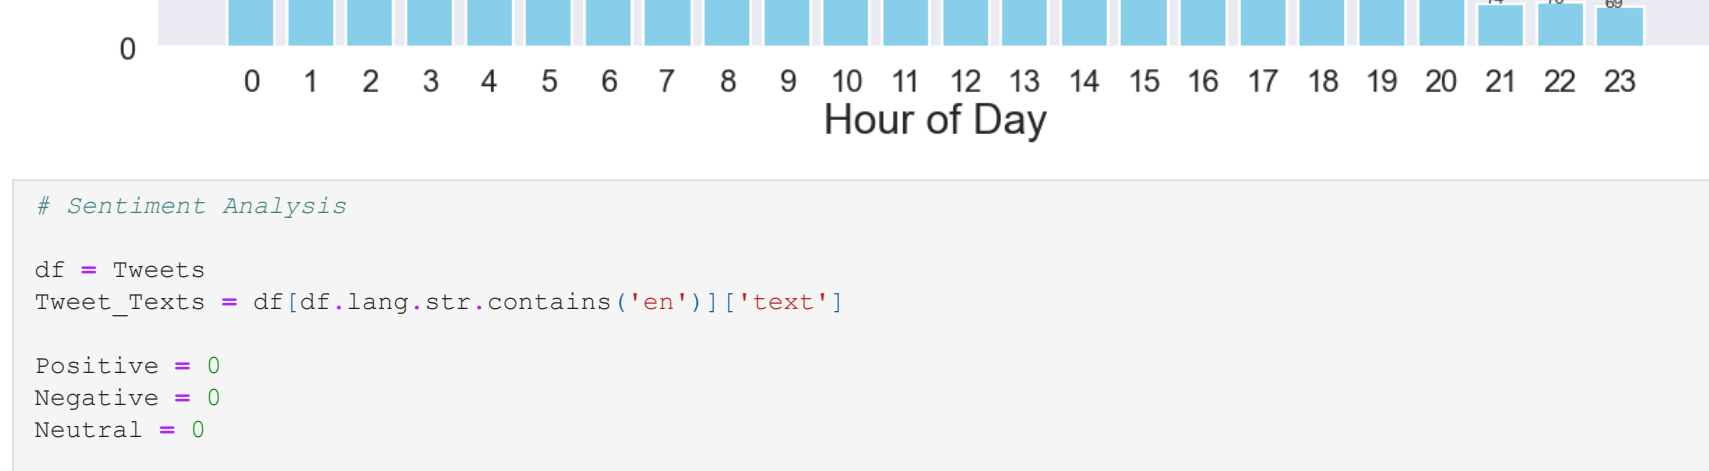 69
0
0 1 2 3 4 5 6 7 8 9 10 11 12 13 14 15 16 17 18 19 20 21 22 23
Hour of Day
# Sentiment Analysis
df = Tweets
Tweet_Texts = df[df.lang.str.contains('en')]['text']
Positive = 0
Negative = 0
Neutral = 0